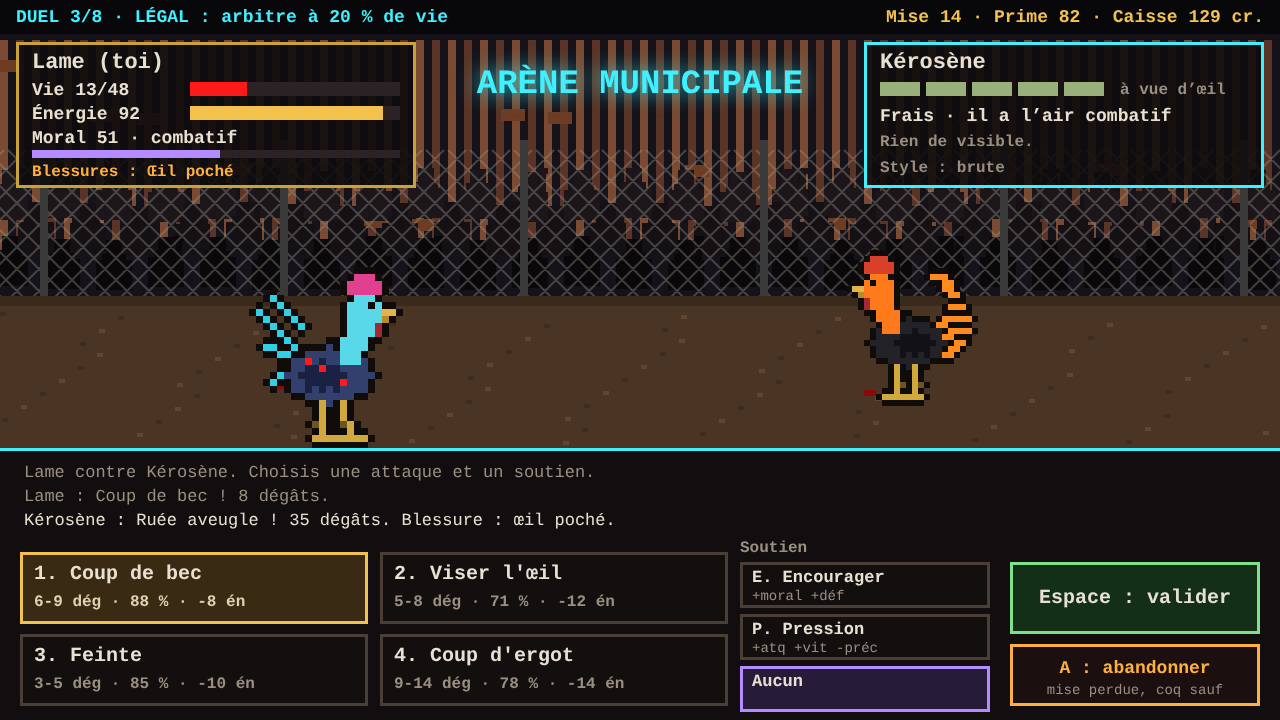 DUEL 3/8 · LÉGAL : arbitre à 20 % de vie
Mise 14 · Prime 82 · Caisse 129 cr.
Lame (toi)
Vie 13/48
Énergie 92
Moral 51 · combatif
Blessures : Œil poché
ARÈNE MUNICIPALE
Kérosène
à vue d’œil
Frais · il a l’air combatif
Rien de visible.
Style : brute
Lame contre Kérosène. Choisis une attaque et un soutien.
Lame : Coup de bec ! 8 dégâts.
Kérosène : Ruée aveugle ! 35 dégâts. Blessure : œil poché.
1. Coup de bec
6-9 dég · 88 % · -8 én
2. Viser l'œil
5-8 dég · 71 % · -12 én
3. Feinte
3-5 dég · 85 % · -10 én
4. Coup d'ergot
9-14 dég · 78 % · -14 én
Soutien
E. Encourager
+moral +déf
P. Pression
+atq +vit -préc
Aucun
Espace : valider
A : abandonner
mise perdue, coq sauf